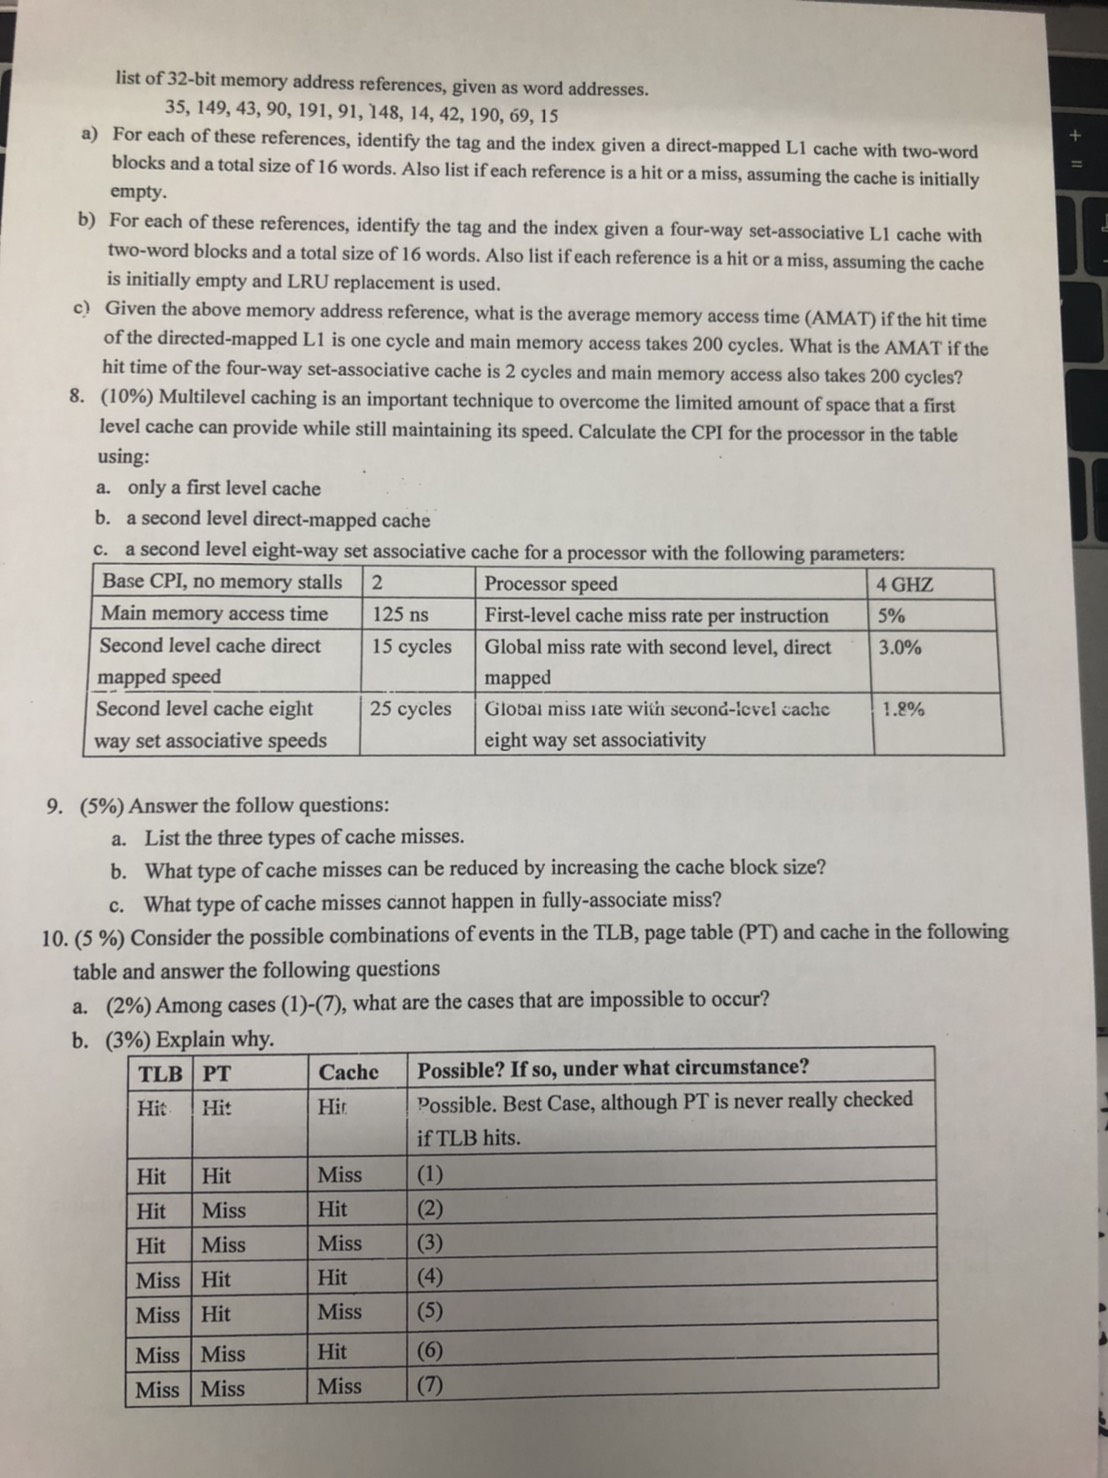 list of 32-bit memory address references, given as word addresses.
35, 149, 43, 90, 191, 91, 148, 14, 42, 190, 69, 15
a) For each of these references, identify the tag and the index given a direct-mapped L1 cache with two-word
blocks and a total size of 16 words. Also list if each reference is a hit or a miss, assuming the cache is initially
empty.
b) For each of these references, identify the tag and the index given a four-way set-associative L1 cache with
two-word blocks and a total size of 16 words. Also list if each reference is a hit or a miss, assuming the cache
is initially empty and LRU replacement is used.
c) Given the above memory address reference, what is the average memory access time (AMAT) if the hit time
of the directed-mapped L1 is one cycle and main memory access takes 200 cycles. What is the AMAT if the
hit time of the four-way set-associative cache is 2 cycles and main memory access also takes 200 cycles?
8. (10%) Multilevel caching is an important technique to overcome the limited amount of space that a first
level cache can provide while still maintaining its speed. Calculate the CPI for the processor in the table
using:
a. only a first level cache
b. a second level direct-mapped cache
c. a second level eight-way set associative cache for a processor with the following parameters:
Base CPI, no memory stalls 2 Processor speed 4 GHZ
Main memory access time 125 ns First-level cache miss rate per instruction 5%
Second level cache direct 15 cycles Global miss rate with second level, direct 3.0%
mapped speed mapped
Second level cache eight 25 cycles Global miss rate with second-level cache 1.8%
way set associative speeds eight way set associativity
9. (5%) Answer the follow questions:
a. List the three types of cache misses.
b. What type of cache misses can be reduced by increasing the cache block size?
c. What type of cache misses cannot happen in fully-associate miss?
10. (5 %) Consider the possible combinations of events in the TLB, page table (PT) and cache in the following
table and answer the following questions
a. (2%) Among cases (1)-(7), what are the cases that are impossible to occur?
b. (3%) Explain why.
TLB PT Cache Possible? If so, under what circumstance?
Hit Hit Hit Possible. Best Case, although PT is never really checked
if TLB hits.
Hit Hit Miss (1)
Hit Miss Hit (2)
Hit Miss Miss (3)
Miss Hit Hit (4)
Miss Hit Miss (5)
Miss Miss Hit (6)
Miss Miss Miss (7)
+
=